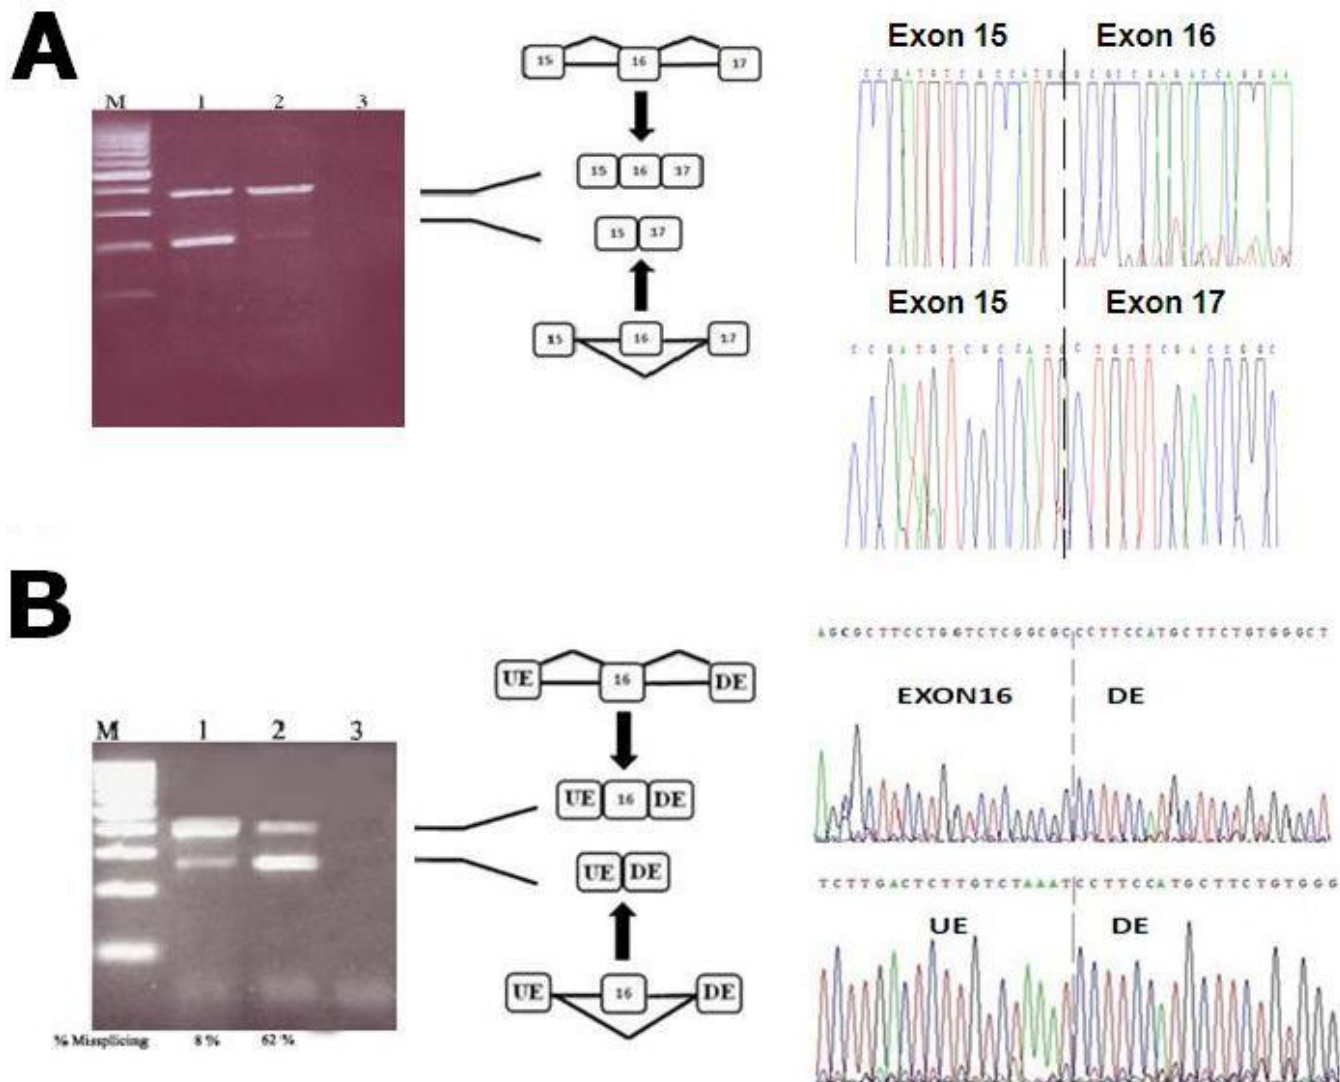 A
Exon 15 Exon 16
M 1 2 3
15 16 17
15 16 17
15 17
15 16 17
Exon 15 Exon 17
B
AGCGCTTCCTGGTCTCGGCGCCCTTCCATGCTTCTGTGGGCT
EXON16 DE
UE 16 DE
M 1 2 3
UE 16 DE
UE DE
UE 16 DE
TCTTGACTCTTGTCTAAATCCTTCCATGCTTCTGTGGG
UE DE
% Missplicing 8 % 62 %